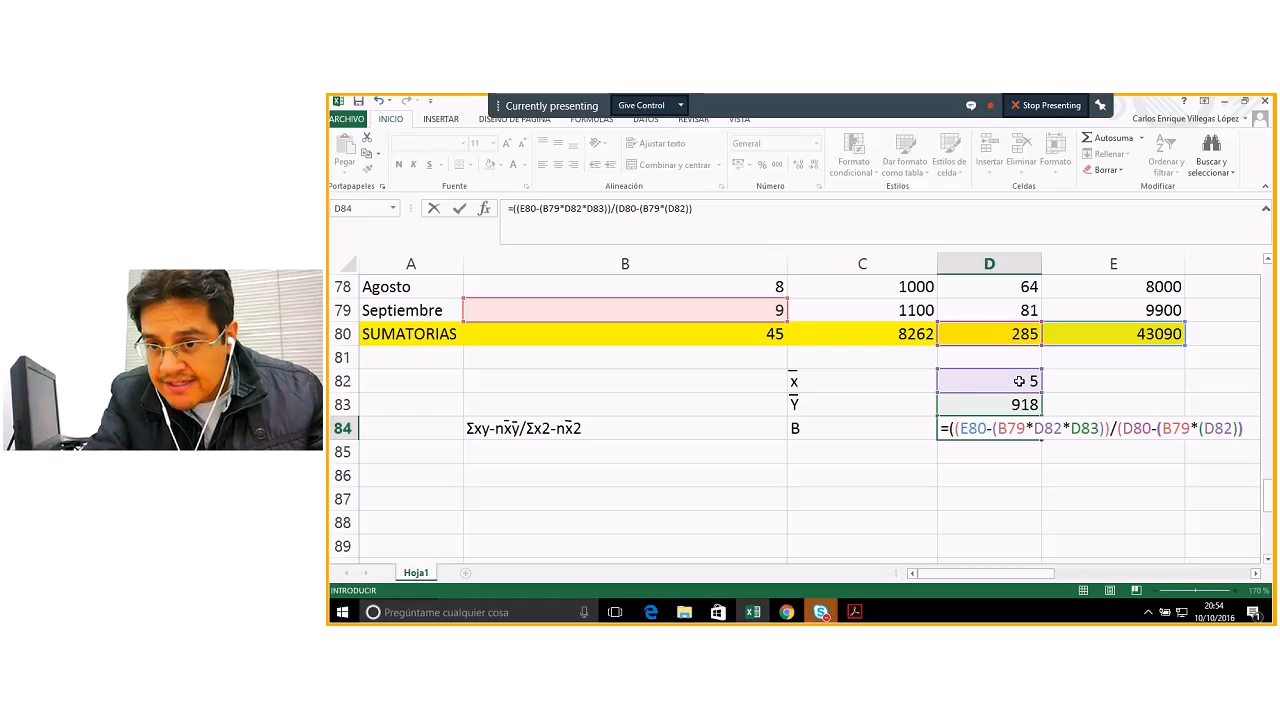 Currently presenting Give Control Stop Presenting
ARCHIVO INICIO INSERTAR DISEÑO DE PÁGINA FÓRMULAS DATOS REVISAR VISTA Carlos Enrique Villegas López
Pegar 11 Ajustar texto General Formato condicional Dar formato como tabla Estilos de celda Insertar Eliminar Formato Autosuma Ordenar y filtrar Buscar y seleccionar
N K S Combinar y centrar % 000 Rellenar
Borrar
Portapapeles Fuente Alineación Número Estilos Celdas Modificar
D84 fx =((E80-(B79*D82*D83))/(D80-(B79*(D82))
A B C D E
78 Agosto 8 1000 64 8000
79 Septiembre 9 1100 81 9900
80 SUMATORIAS 45 8262 285 43090
81
82 x̅ 5
83 Y̅ 918
84 Σxy-nx̅y̅/Σx2-nx̅2 B =((E80-(B79*D82*D83))/(D80-(B79*(D82))
85
86
87
88
89
Hoja1
INTRODUCIR 170 %
Pregúntame cualquier cosa 20:54
10/10/2016